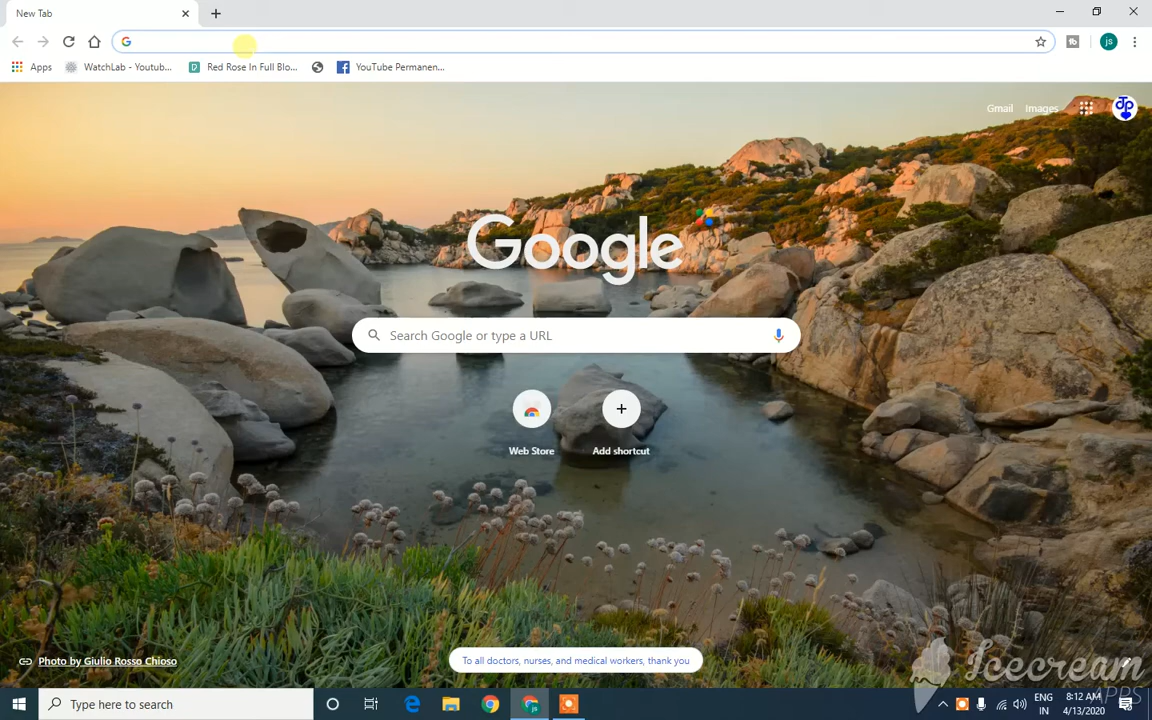 New Tab
Apps
WatchLab - Youtub...
Red Rose In Full Blo...
YouTube Permanen...
js
Gmail
Images
Google
Search Google or type a URL
Web Store
Add shortcut
Photo by Giulio Rosso Chioso
To all doctors, nurses, and medical workers, thank you
Icecream
APPS
Type here to search
ENG
IN
8:12 AM
4/13/2020